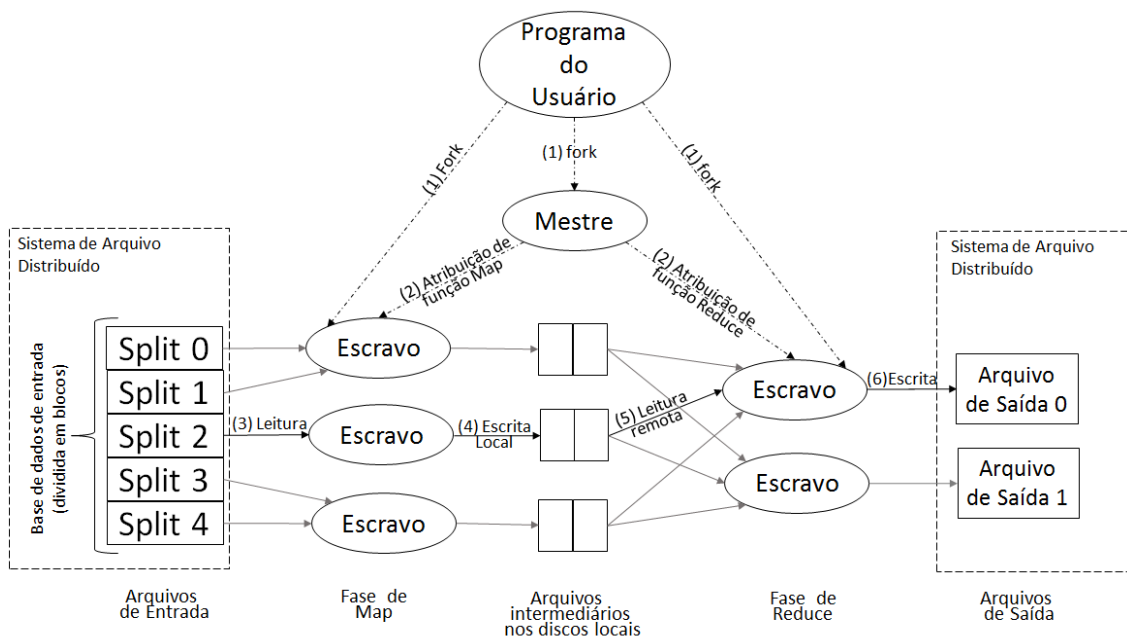 Programa
do
Usuário
(1) Fork
(1) fork
(1) fork
Mestre
(2) Atribuição de
função Map
(2) Atribuição de
função Reduce
Sistema de Arquivo
Distribuído
Sistema de Arquivo
Distribuído
Base de dados de entrada
(dividida em blocos)
Split 0
Split 1
Split 2
Split 3
Split 4
(3) Leitura
Escravo
Escravo
Escravo
(4) Escrita
Local
(5) Leitura
remota
Escravo
Escravo
(6)Escrita
Arquivo
de Saída 0
Arquivo
de Saída 1
Arquivos
de Entrada
Fase de
Map
Arquivos
intermediários
nos discos locais
Fase de
Reduce
Arquivos
de Saída